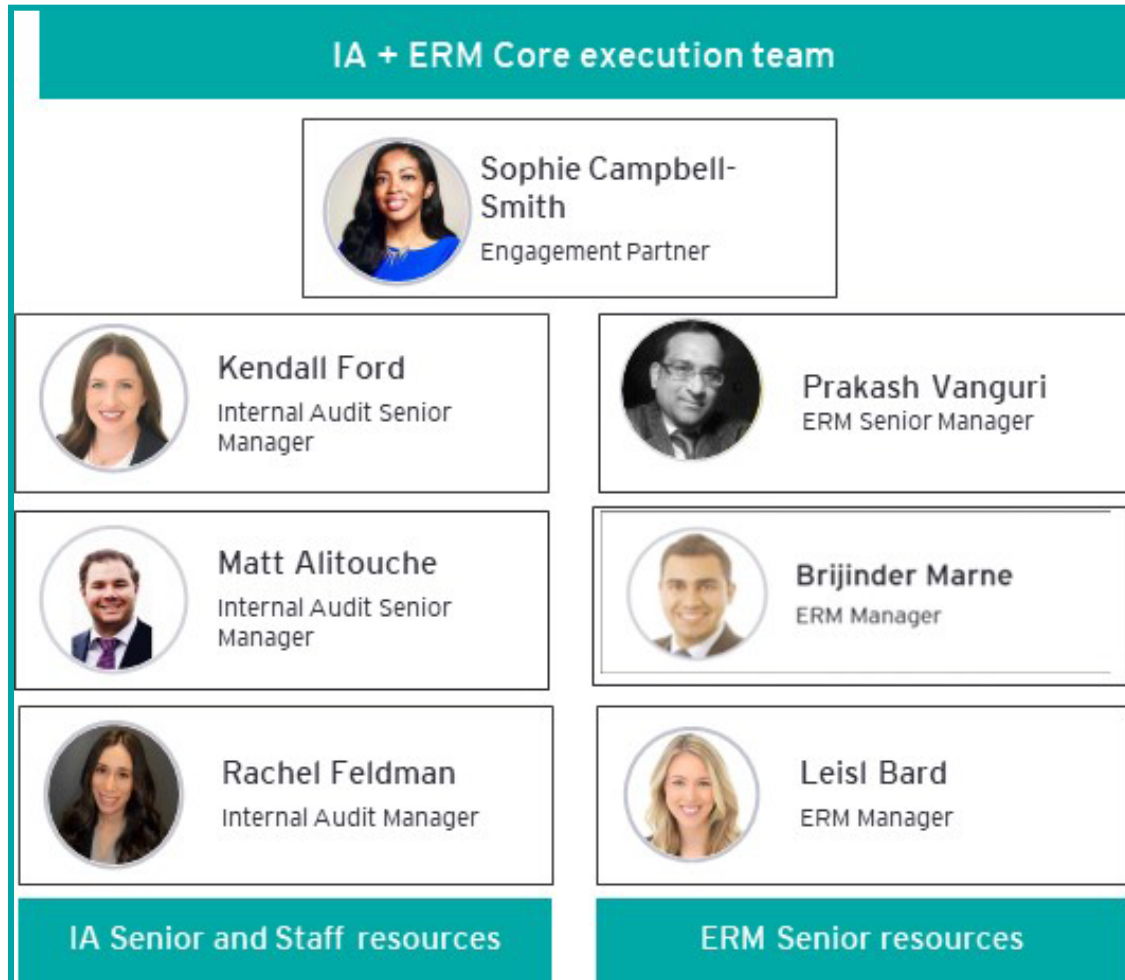 IA + ERM Core execution team
Sophie Campbell-
Smith
Engagement Partner
Kendall Ford
Internal Audit Senior
Manager
Prakash Vanguri
ERM Senior Manager
Matt Alitouche
Internal Audit Senior
Manager
Brijinder Marne
ERM Manager
Rachel Feldman
Internal Audit Manager
Leisl Bard
ERM Manager
IA Senior and Staff resources
ERM Senior resources